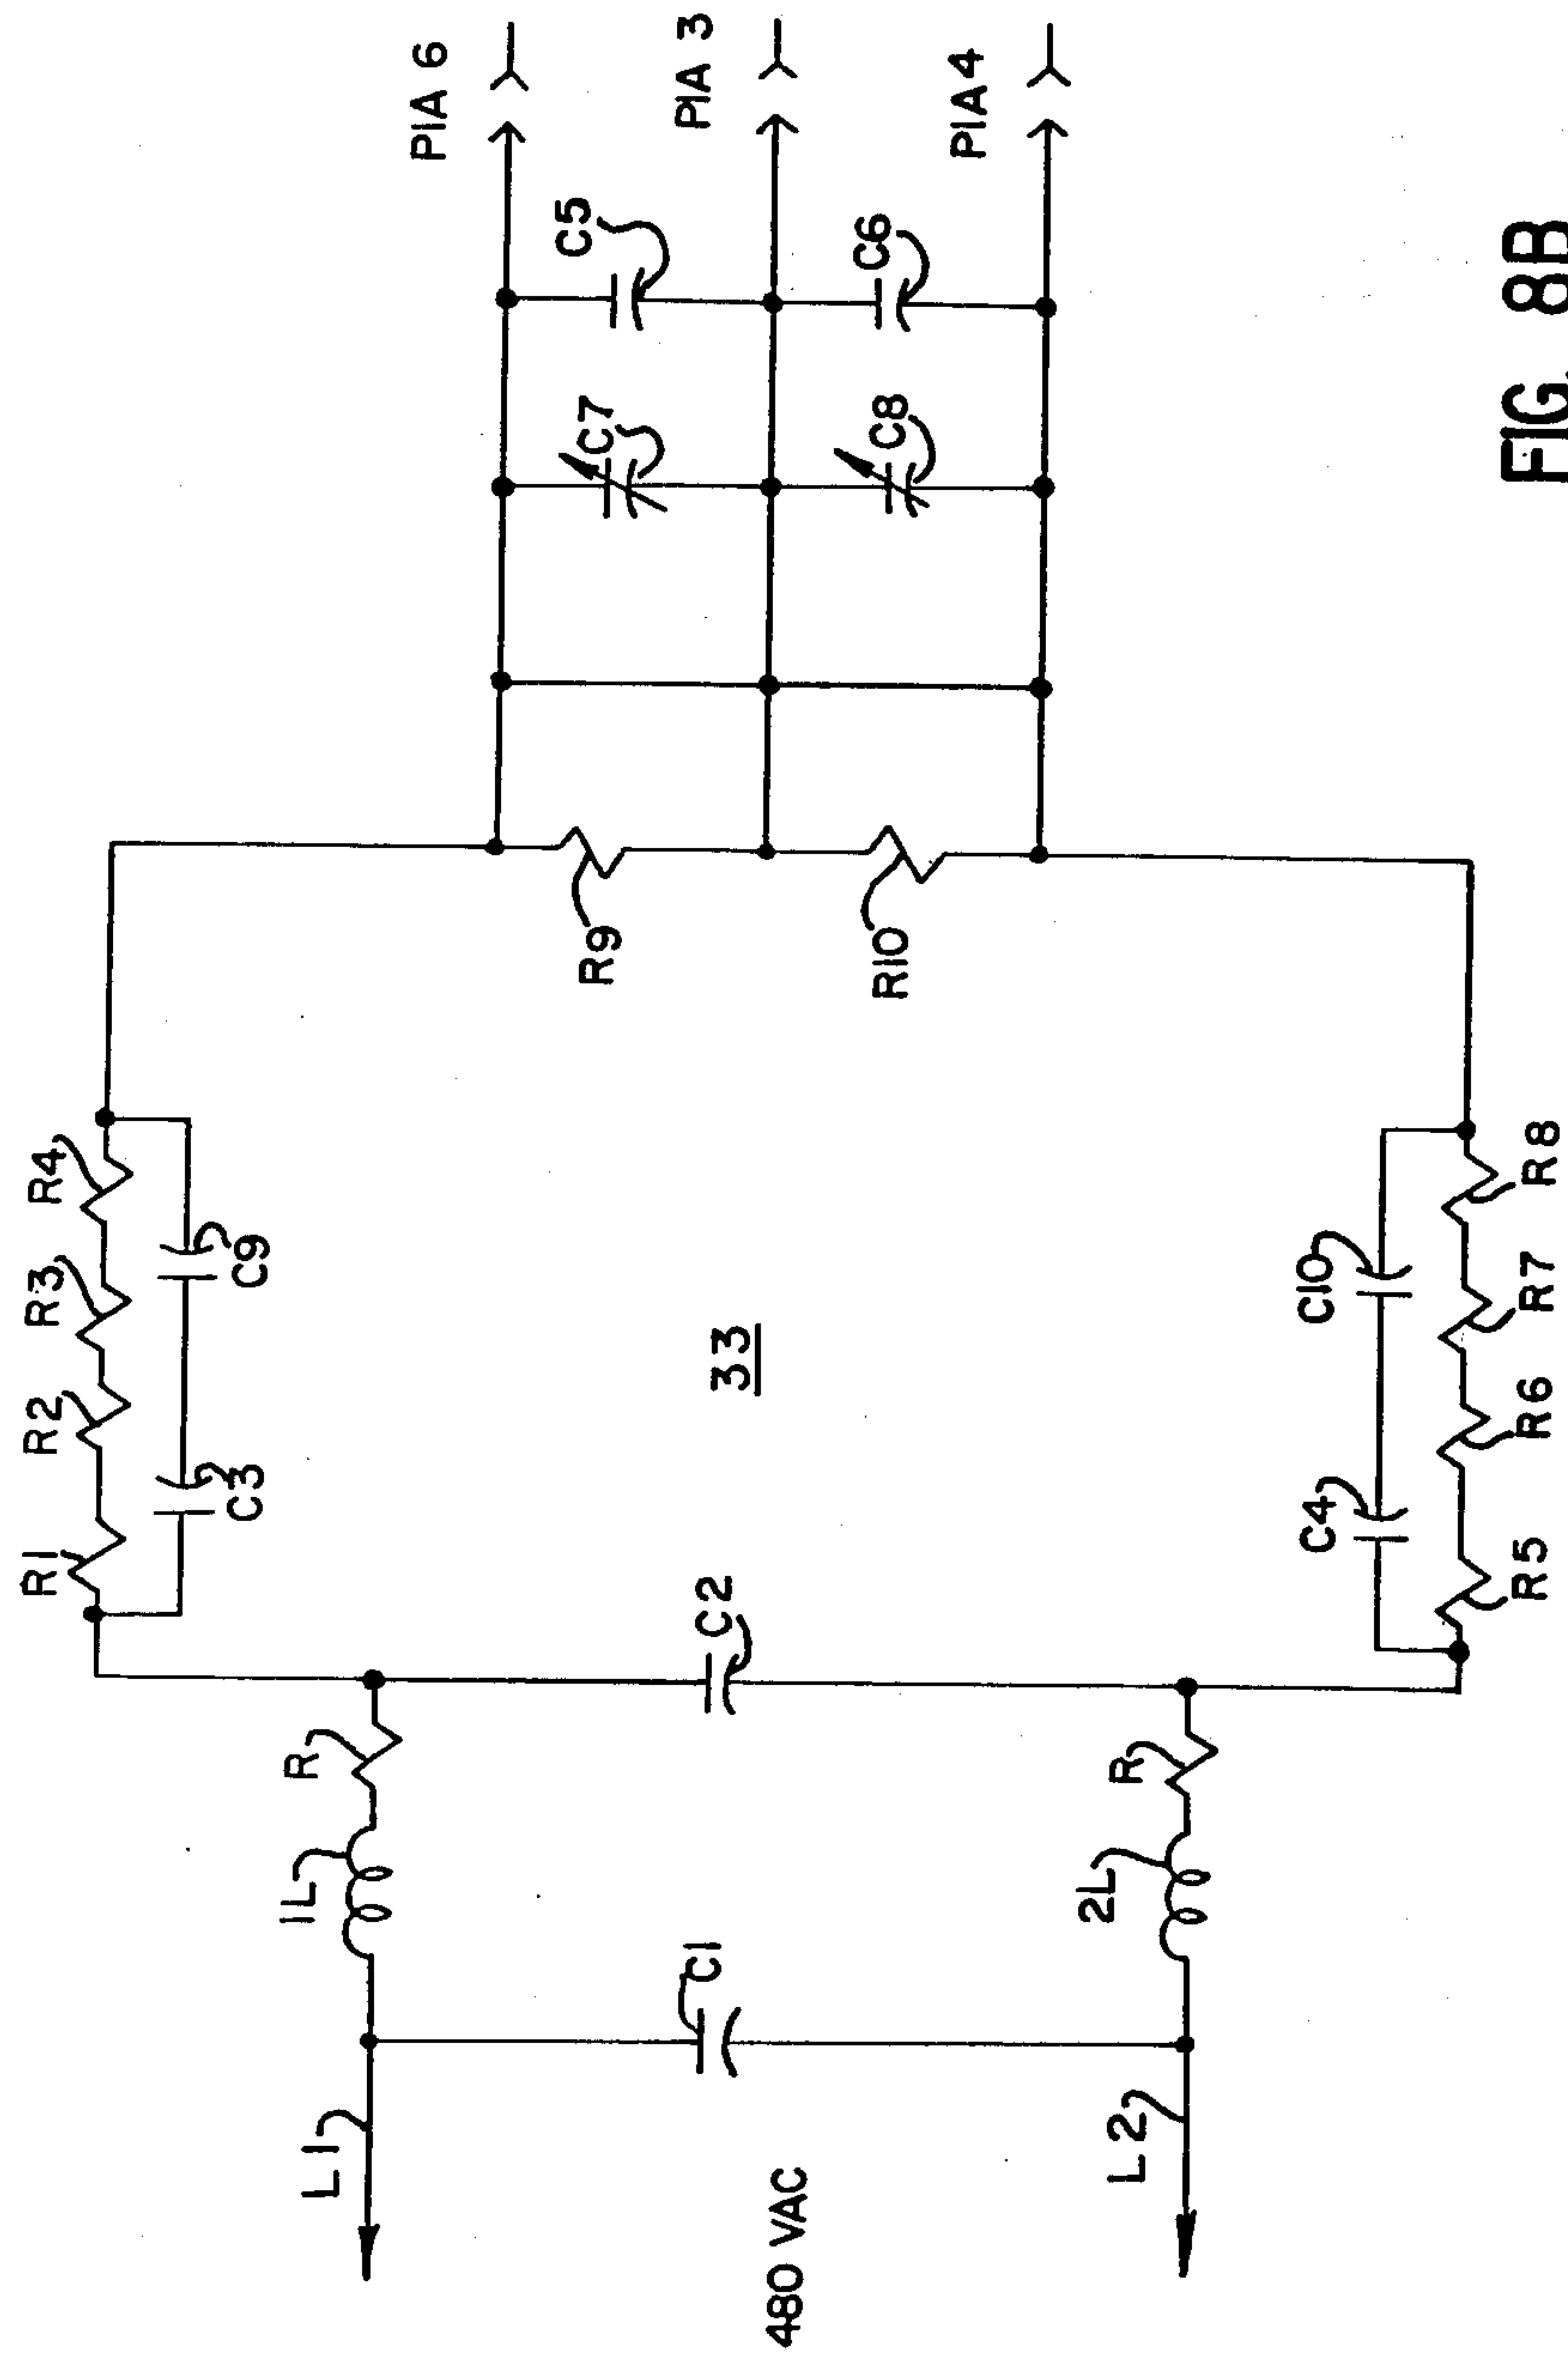 R1
R2
R3
R4
C3
C9
L1
1L
R
C1
C2
480 VAC
33
R9
R10
L2
2L
R
C4
C10
R5
R6
R7
R8
C7
C5
C8
C6
PIA 6
PIA 3
PIA 4
FIG. 8B